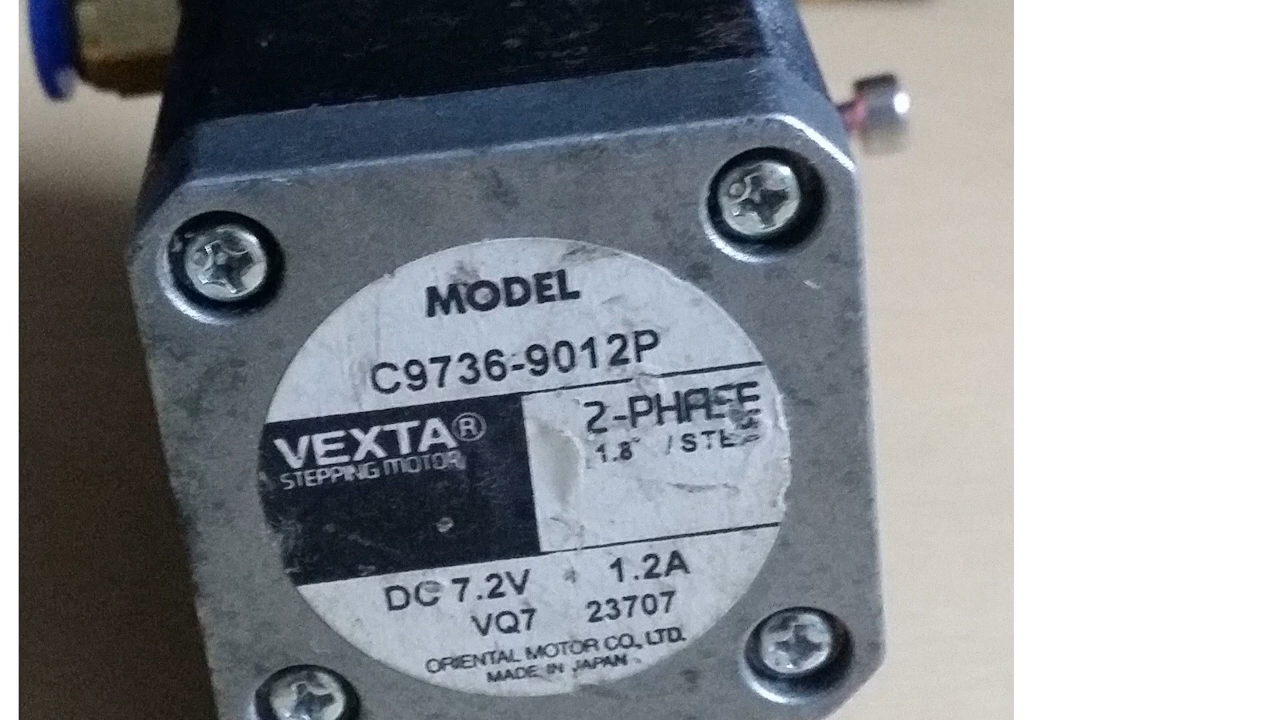 MODEL
C9736-9012P
VEXTA®
STEPPING MOTOR
2-PHASE
1.8° /STEP
DC 7.2V 1.2A
VQ7 23707
ORIENTAL MOTOR CO., LTD.
MADE IN JAPAN